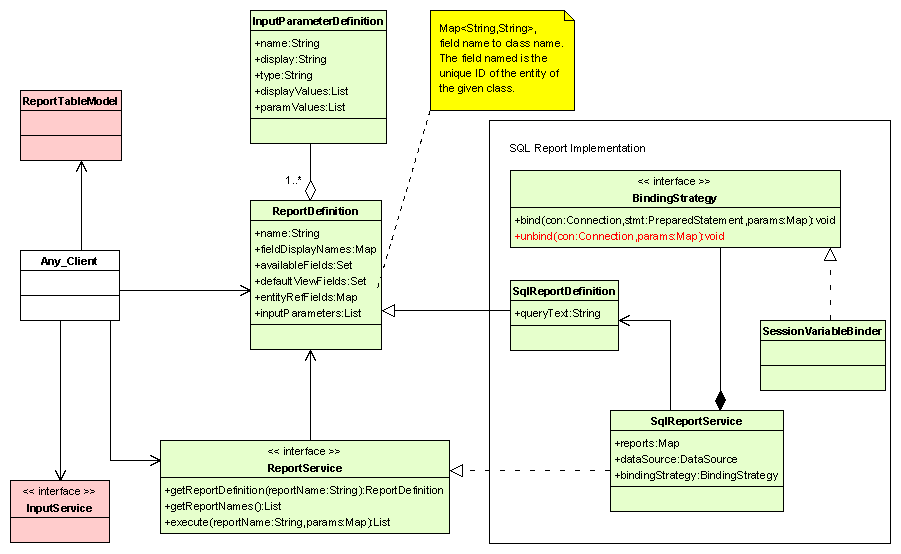 InputParameterDefinition
+name:String
+display:String
+type:String
+displayValues:List
+paramValues:List
Map<String,String>,
field name to class name.
The field named is the
unique ID of the entity of
the given class.
ReportTableModel
SQL Report Implementation
1..*
<< interface >>
BindingStrategy
+bind(con:Connection,stmt:PreparedStatement,params:Map):void
+unbind(con:Connection,params:Map):void
ReportDefinition
+name:String
+fieldDisplayNames:Map
+availableFields:Set
+defaultViewFields:Set
+entityRefFields:Map
+inputParameters:List
Any_Client
SqlReportDefinition
+queryText:String
SessionVariableBinder
SqlReportService
+reports:Map
+dataSource:DataSource
+bindingStrategy:BindingStrategy
<< interface >>
ReportService
+getReportDefinition(reportName:String):ReportDefinition
+getReportNames():List
+execute(reportName:String,params:Map):List
<< interface >>
InputService